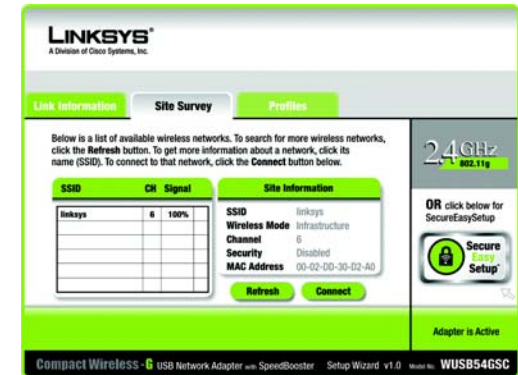 LINKSYS®
A Division of Cisco Systems, Inc.
Link Information Site Survey Profiles
Below is a list of available wireless networks. To search for more wireless networks,
click the Refresh button. To get more information about a network, click its
name (SSID). To connect to that network, click the Connect button below.
SSID CH Signal
linksys 6 100%
Site Information
SSID linksys
Wireless Mode Infrastructure
Channel 6
Security Disabled
MAC Address 00-02-DD-30-D2-A0
Refresh Connect
2.4GHz
802.11g
OR click below for
SecureEasySetup
Secure
Easy
Setup
Adapter is Active
Compact Wireless-G USB Network Adapter with SpeedBooster Setup Wizard v1.0 Model No. WUSB54GSC